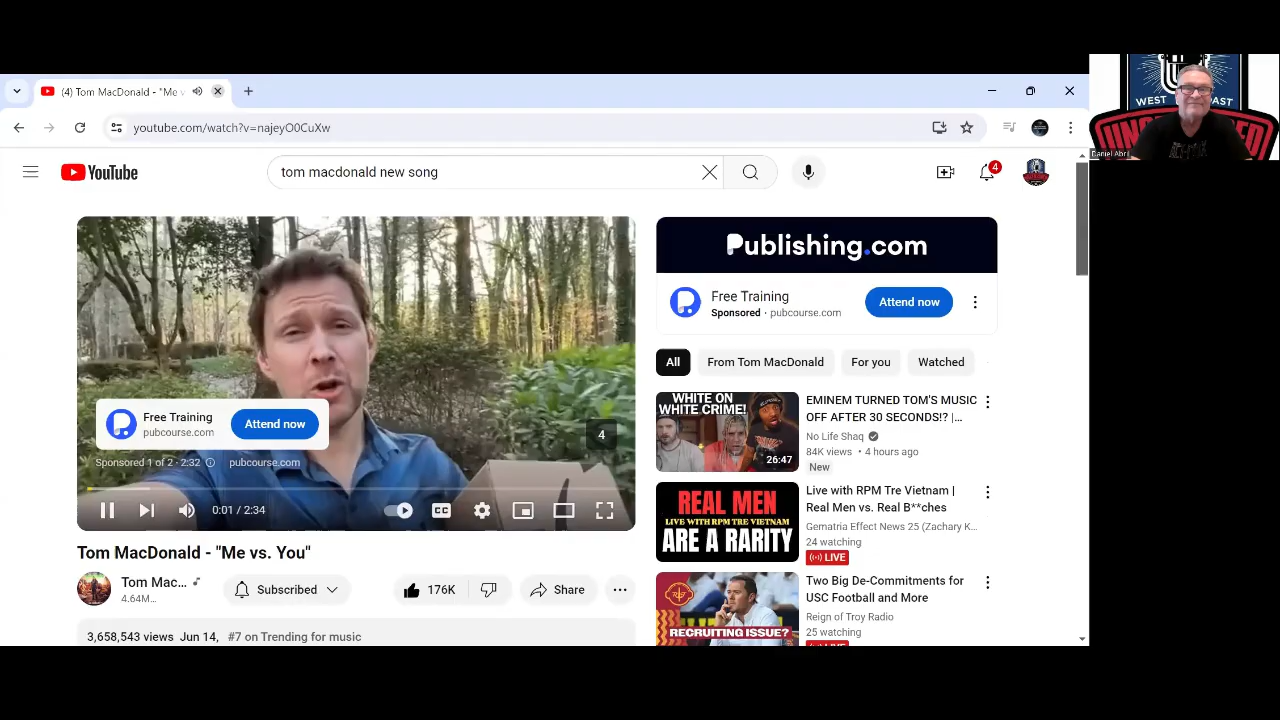 (4) Tom MacDonald - "Me v
youtube.com/watch?v=najeyO0CuXw
YouTube
tom macdonald new song
4
WEST
Daniel Abril
Publishing.com
Free Training
Sponsored · pubcourse.com
Attend now
Free Training
pubcourse.com
Attend now
4
Sponsored 1 of 2 · 2:32
pubcourse.com
0:01 / 2:34
CC
All
From Tom MacDonald
For you
Watched
WHITE ON
WHITE CRIME!
26:47
EMINEM TURNED TOM'S MUSIC
OFF AFTER 30 SECONDS!? |...
No Life Shaq
84K views • 4 hours ago
New
REAL MEN
LIVE WITH RPM TRE VIETNAM
ARE A RARITY
Live with RPM Tre Vietnam |
Real Men vs. Real B**ches
Gematria Effect News 25 (Zachary K...
24 watching
LIVE
RECRUITING ISSUE?
Two Big De-Commitments for
USC Football and More
Reign of Troy Radio
25 watching
Tom MacDonald - "Me vs. You"
Tom Mac...
4.64M...
Subscribed
176K
Share
3,658,543 views Jun 14, #7 on Trending for music